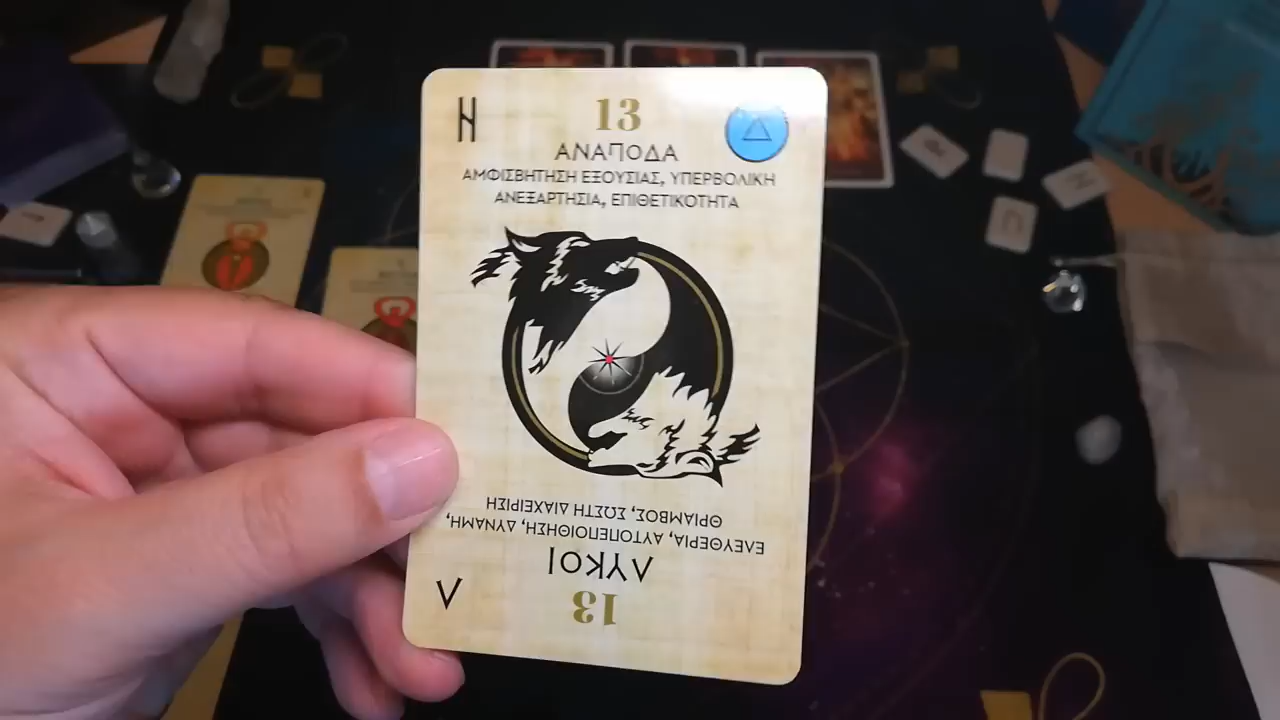 13
ΑΝΑΠΟΔΑ
ΑΜΦΙΣΒΗΤΗΣΗ ΕΞΟΥΣΙΑΣ, ΥΠΕΡΒΟΛΙΚΗ
ΑΝΕΞΑΡΤΗΣΙΑ, ΕΠΙΘΕΤΙΚΟΤΗΤΑ
13
ΛΥΚΟΙ
ΕΛΕΥΘΕΡΙΑ, ΑΥΤΟΠΕΠΟΙΘΗΣΗ, ΔΥΝΑΜΗ,
ΘΡΙΑΜΒΟΣ, ΣΩΣΤΗ ΔΙΑΧΕΙΡΙΣΗ